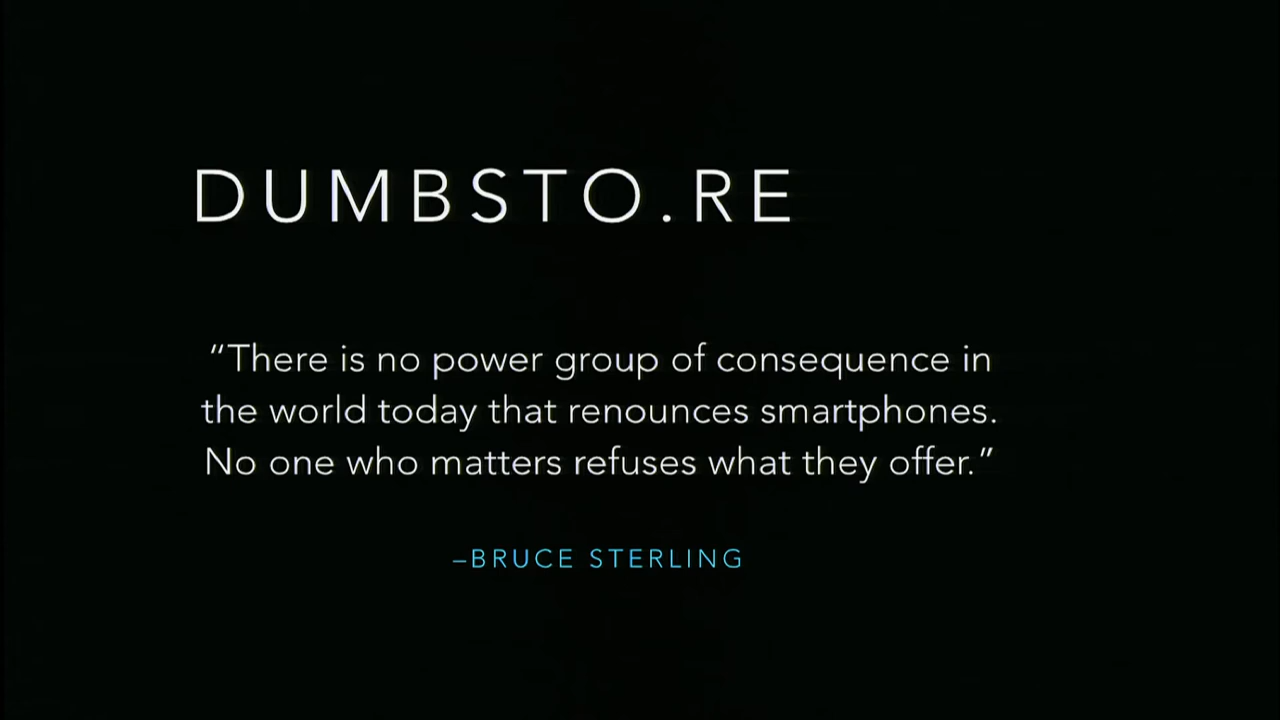 DUMBSTO.RE
“There is no power group of consequence in
the world today that renounces smartphones.
No one who matters refuses what they offer.”
–BRUCE STERLING